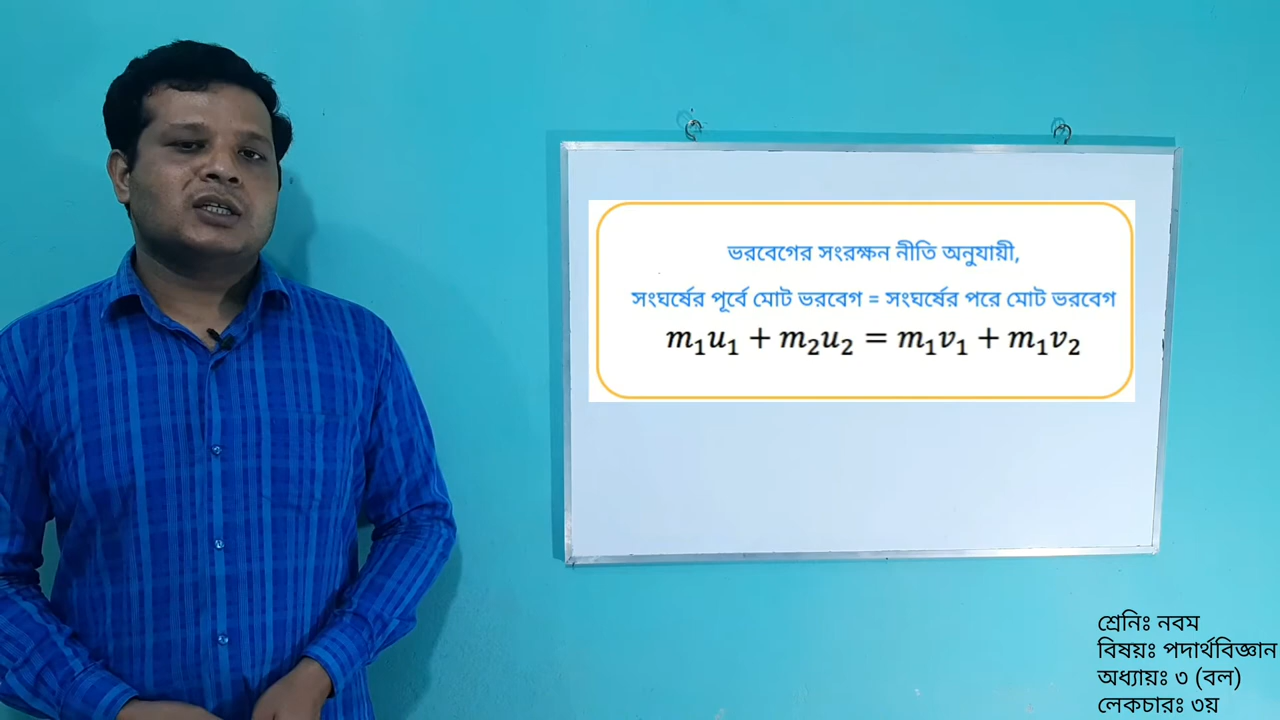 ভরবেগের সংরক্ষন নীতি অনুযায়ী,
সংঘর্ষের পূর্বে মোট ভরবেগ = সংঘর্ষের পরে মোট ভরবেগ
m₁u₁ + m₂u₂ = m₁v₁ + m₁v₂
শ্রেনিঃ নবম
বিষয়ঃ পদার্থবিজ্ঞান
অধ্যায়ঃ ৩ (বল)
লেকচারঃ ৩য়